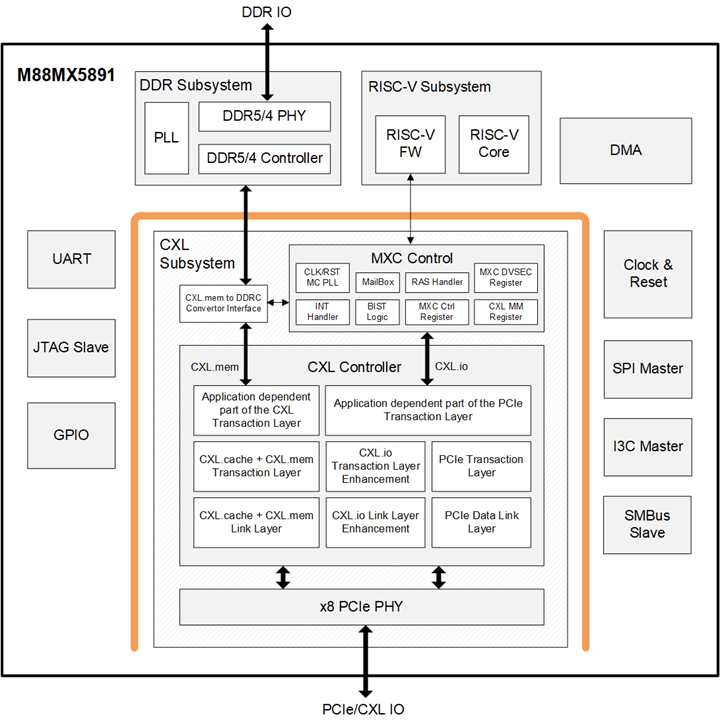 DDR IO
M88MX5891
DDR Subsystem
PLL
DDR5/4 PHY
DDR5/4 Controller
RISC-V Subsystem
RISC-V
FW
RISC-V
Core
DMA
UART
JTAG Slave
GPIO
CXL
Subsystem
CXL.mem to DDRC
Convertor Interface
MXC Control
CLK/RST
MC PLL
MailBox
RAS Handler
MXC DVSEC
Register
INT
Handler
BIST
Logic
MXC Ctrl
Register
CXL MM
Register
Clock &
Reset
SPI Master
I3C Master
SMBus
Slave
CXL.mem
CXL Controller
CXL.io
Application dependent
part of the CXL
Transaction Layer
Application dependent part of the PCIe
Transaction Layer
CXL.cache + CXL.mem
Transaction Layer
CXL.io
Transaction Layer
Enhancement
PCIe Transaction
Layer
CXL.cache + CXL.mem
Link Layer
CXL.io Link Layer
Enhancement
PCIe Data Link
Layer
x8 PCIe PHY
PCIe/CXL IO